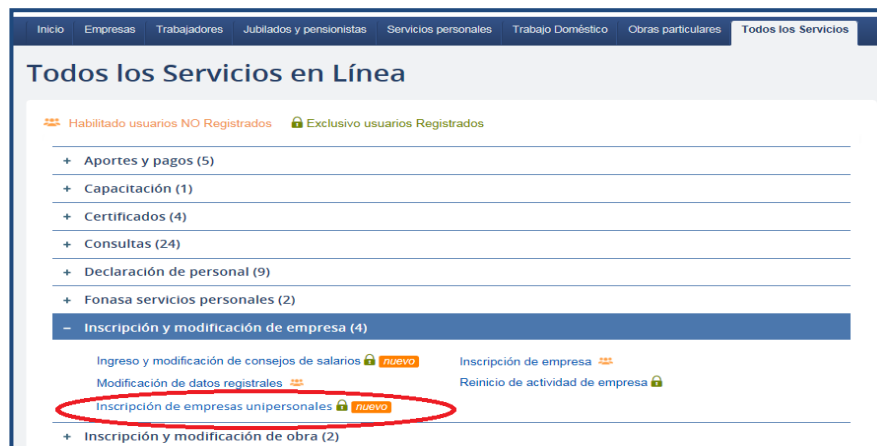 Inicio Empresas Trabajadores Jubilados y pensionistas Servicios personales Trabajo Doméstico Obras particulares Todos los Servicios
Todos los Servicios en Línea
Habilitado usuarios NO Registrados Exclusivo usuarios Registrados
+ Aportes y pagos (5)
+ Capacitación (1)
+ Certificados (4)
+ Consultas (24)
+ Declaración de personal (9)
+ Fonasa servicios personales (2)
− Inscripción y modificación de empresa (4)
Ingreso y modificación de consejos de salarios nuevo Inscripción de empresa
Modificación de datos registrales Reinicio de actividad de empresa
Inscripción de empresas unipersonales nuevo
+ Inscripción y modificación de obra (2)